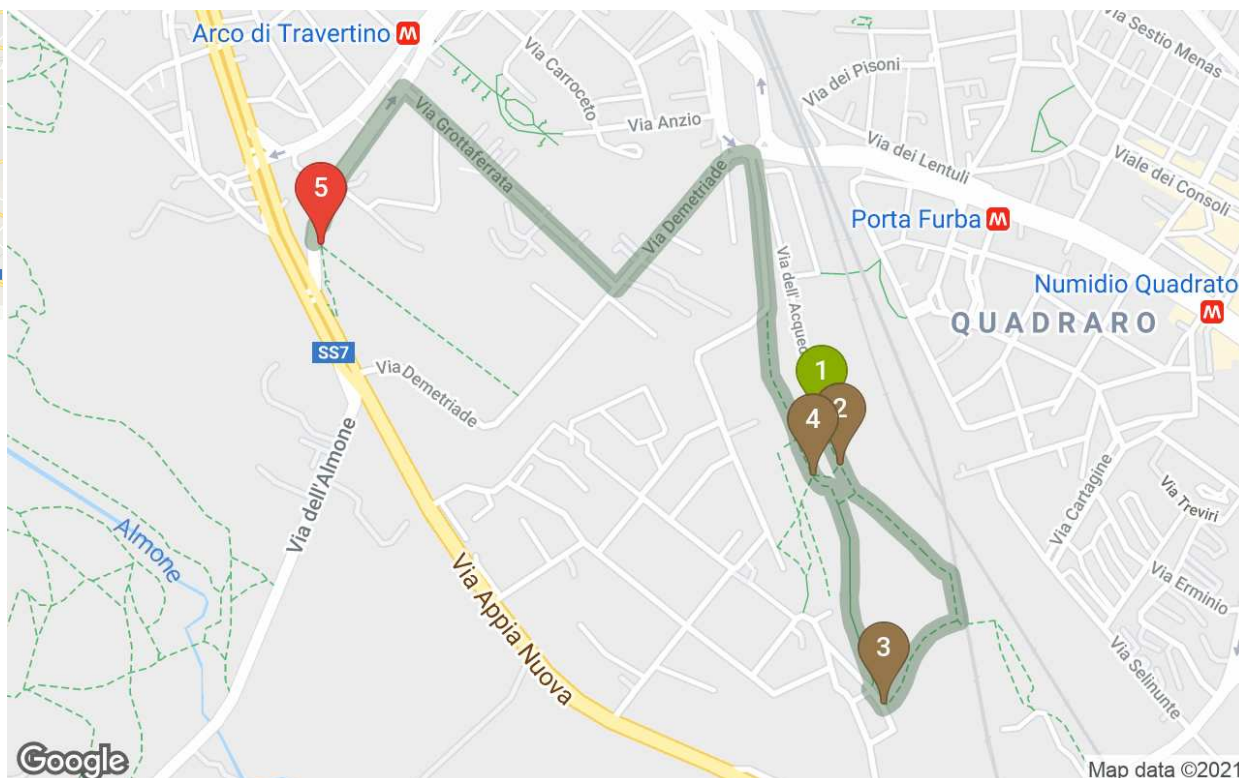 Arco di Travertino M
Via Sestio Menas
Via Carroceto
Via dei Pisoni
Via Grottaferrata
Via Anzio
Via dei Lentuli
Viale dei Consoli
Via Demetriade
5
Porta Furba M
Via dell' Acqued
Numidio Quadrato
M
QUADRARO
SS7
Via Demetriade
1
2
4
Via Cartagine
Via Treviri
Via dell'Almone
Almone
Via Appia Nuova
Via Erminio
3
Via Selinunte
Google
Map data ©2021